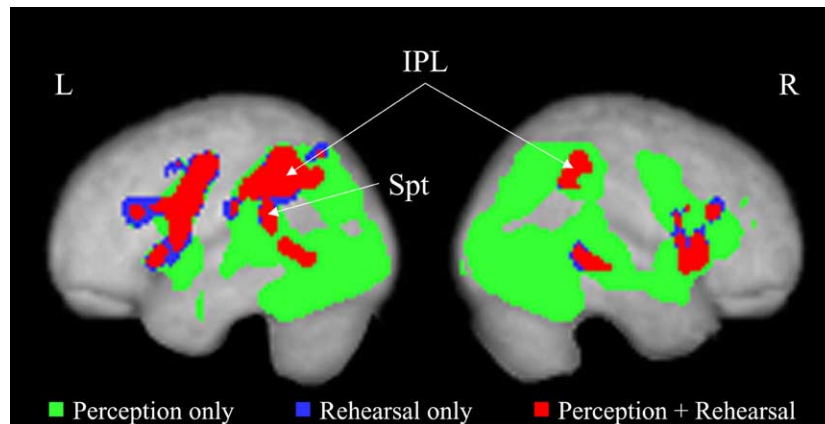 IPL
L
R
Spt
Perception only
Rehearsal only
Perception + Rehearsal